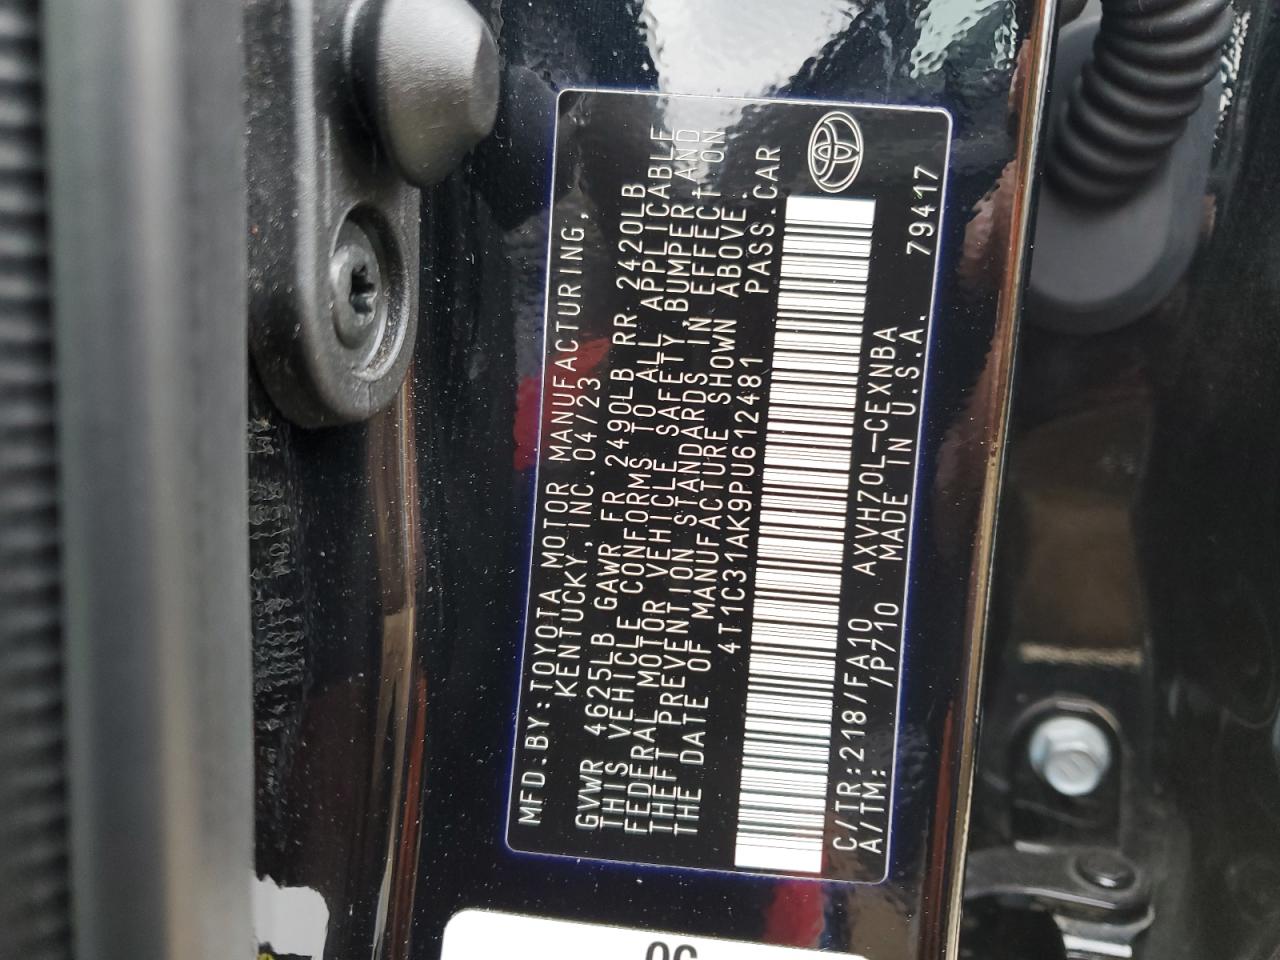 MFD.BY:TOYOTA MOTOR MANUFACTURING,
KENTUCKY,INC.04/23
GVWR 4625LB GAWR FR 2490LB RR 2420LB
THIS VEHICLE CONFORMS TO ALL APPLICABLE
FEDERAL MOTOR VEHICLE SAFETY,BUMPER,AND
THEFT PREVENTION STANDARDS IN EFFECT ON
THE DATE OF MANUFACTURE SHOWN ABOVE.
4T1C31AK9PU612481 PASS.CAR
C/TR:218/FA10 AXVH70L-CEXNBA
A/TM: /P710 MADE IN U.S.A. 79417